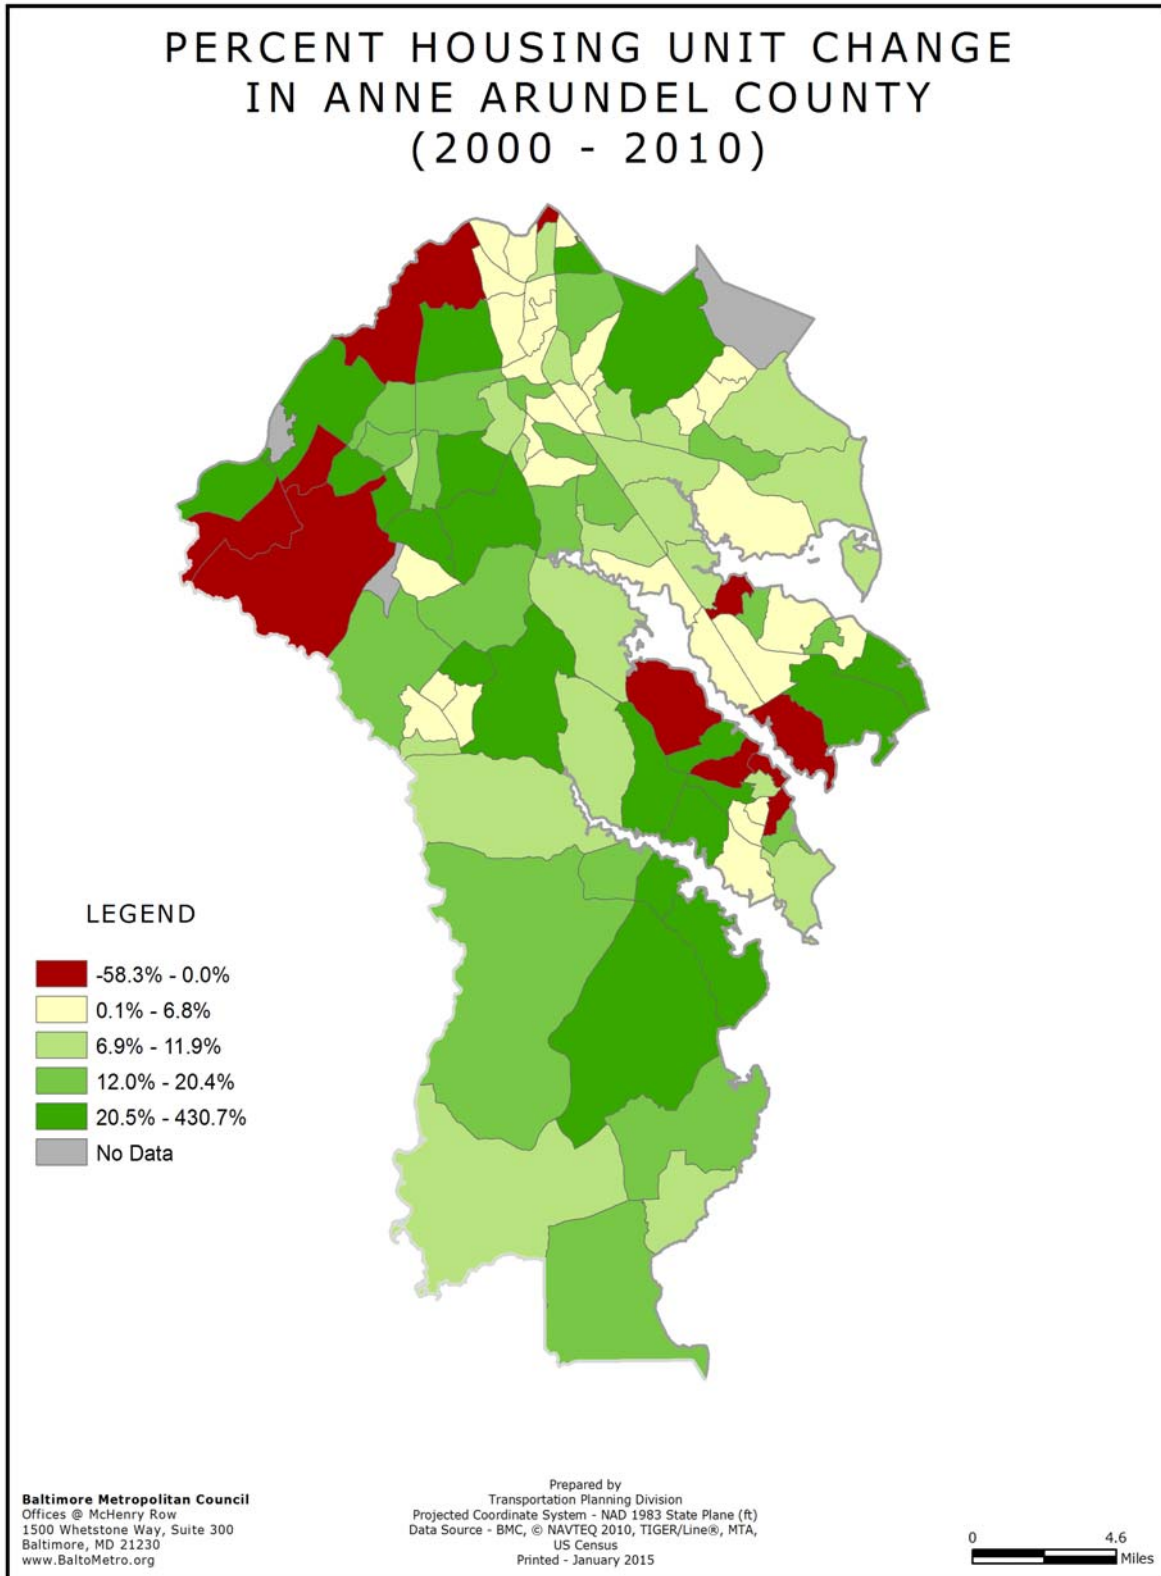 PERCENT HOUSING UNIT CHANGE
IN ANNE ARUNDEL COUNTY
(2000 - 2010)
LEGEND
-58.3% - 0.0%
0.1% - 6.8%
6.9% - 11.9%
12.0% - 20.4%
20.5% - 430.7%
No Data
Baltimore Metropolitan Council
Offices @ McHenry Row
1500 Whetstone Way, Suite 300
Baltimore, MD 21230
www.BaltoMetro.org
Prepared by
Transportation Planning Division
Projected Coordinate System - NAD 1983 State Plane (ft)
Data Source - BMC, © NAVTEQ 2010, TIGER/Line®, MTA,
US Census
Printed - January 2015
0 4.6
Miles